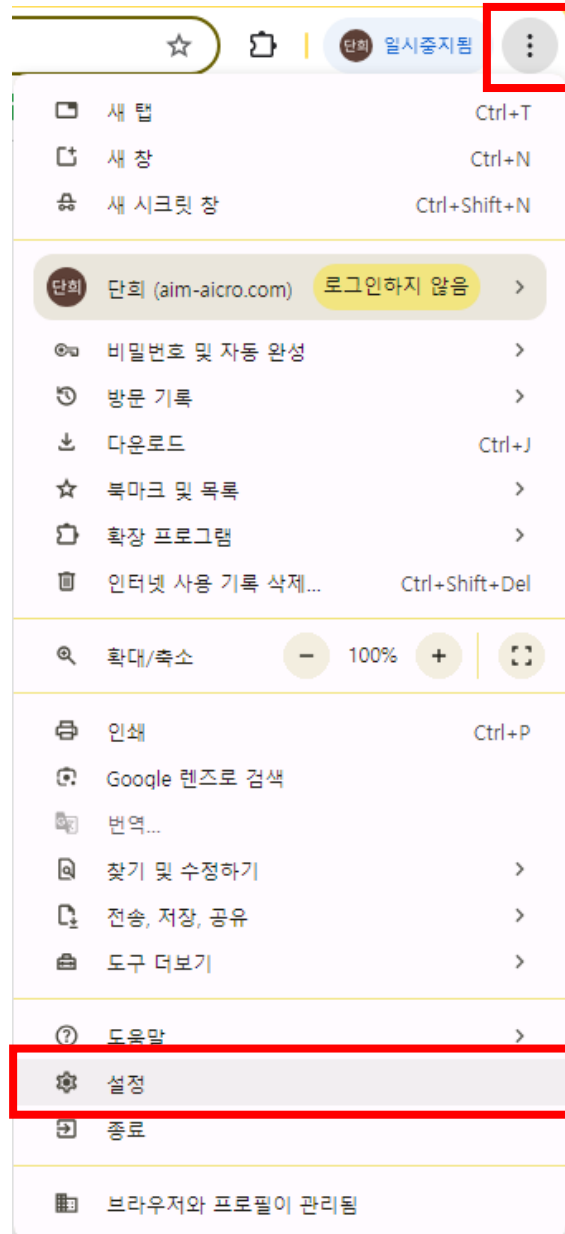 단희 일시중지됨
새 탭 Ctrl+T
새 창 Ctrl+N
새 시크릿 창 Ctrl+Shift+N
단희 단희 (aim-aicro.com) 로그인하지 않음
비밀번호 및 자동 완성
방문 기록
다운로드 Ctrl+J
북마크 및 목록
확장 프로그램
인터넷 사용 기록 삭제... Ctrl+Shift+Del
확대/축소 − 100% +
인쇄 Ctrl+P
Google 렌즈로 검색
번역...
찾기 및 수정하기
전송, 저장, 공유
도구 더보기
도움말
설정
종료
브라우저와 프로필이 관리됨